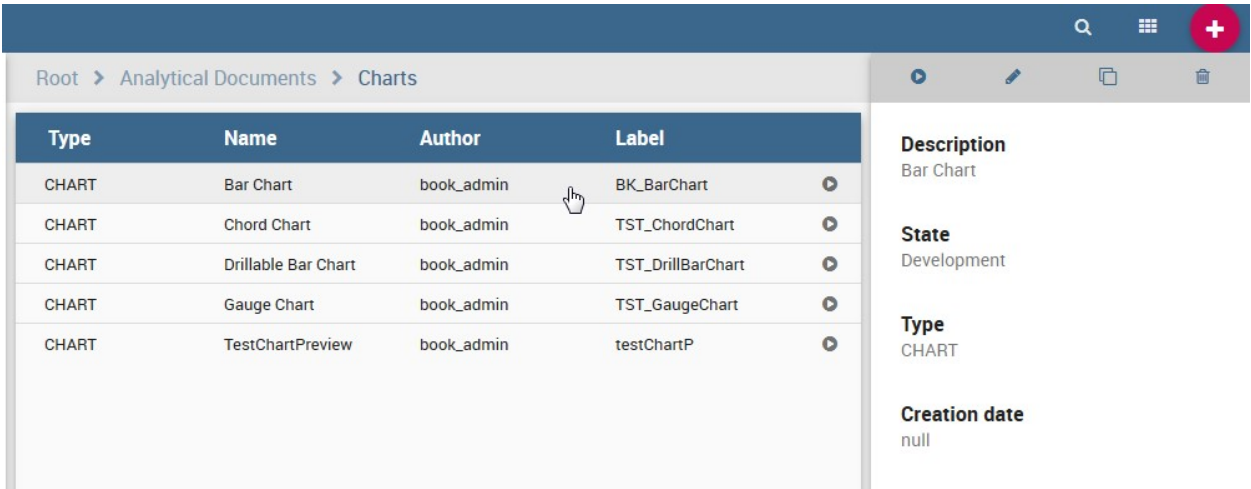 Root > Analytical Documents > Charts
Type Name Author Label
CHART Bar Chart book_admin BK_BarChart
CHART Chord Chart book_admin TST_ChordChart
CHART Drillable Bar Chart book_admin TST_DrillBarChart
CHART Gauge Chart book_admin TST_GaugeChart
CHART TestChartPreview book_admin testChartP
Description
Bar Chart
State
Development
Type
CHART
Creation date
null